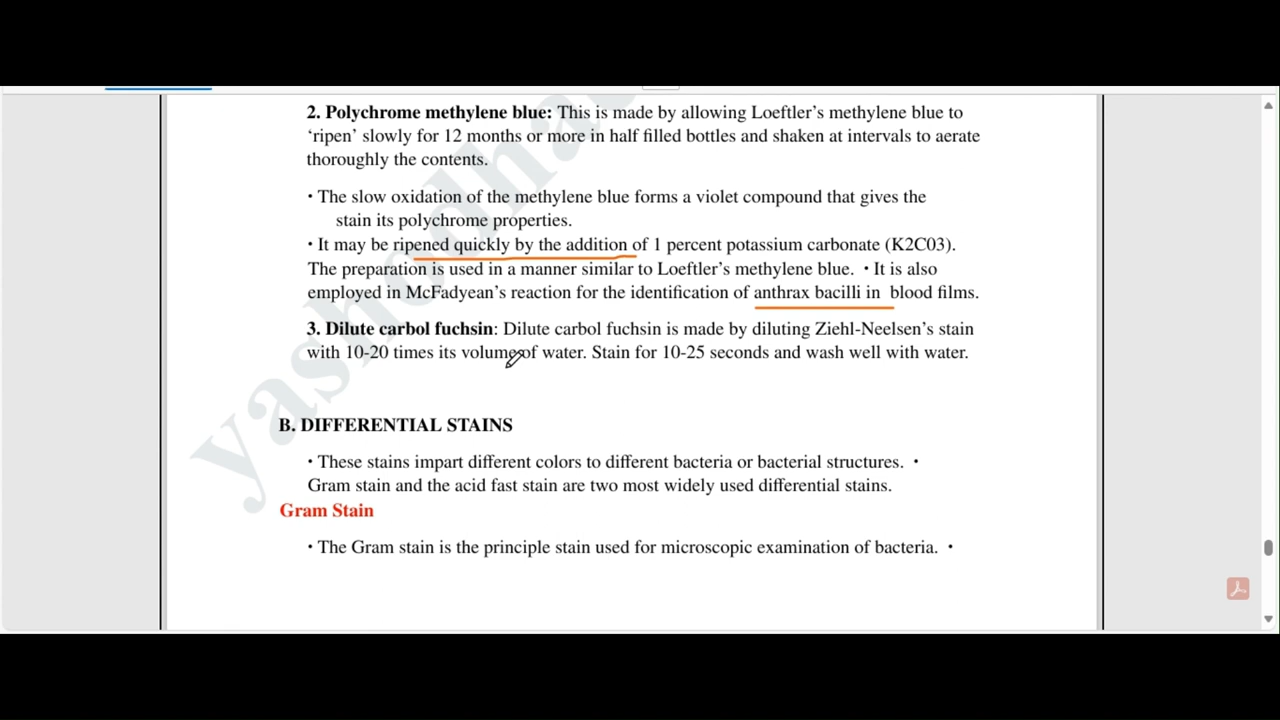 2. Polychrome methylene blue: This is made by allowing Loeftler's methylene blue to
‘ripen’ slowly for 12 months or more in half filled bottles and shaken at intervals to aerate
thoroughly the contents.
• The slow oxidation of the methylene blue forms a violet compound that gives the
stain its polychrome properties.
• It may be ripened quickly by the addition of 1 percent potassium carbonate (K2C03).
The preparation is used in a manner similar to Loeftler's methylene blue. • It is also
employed in McFadyean's reaction for the identification of anthrax bacilli in blood films.
3. Dilute carbol fuchsin: Dilute carbol fuchsin is made by diluting Ziehl-Neelsen's stain
with 10-20 times its volume of water. Stain for 10-25 seconds and wash well with water.
B. DIFFERENTIAL STAINS
• These stains impart different colors to different bacteria or bacterial structures. •
Gram stain and the acid fast stain are two most widely used differential stains.
Gram Stain
• The Gram stain is the principle stain used for microscopic examination of bacteria. •